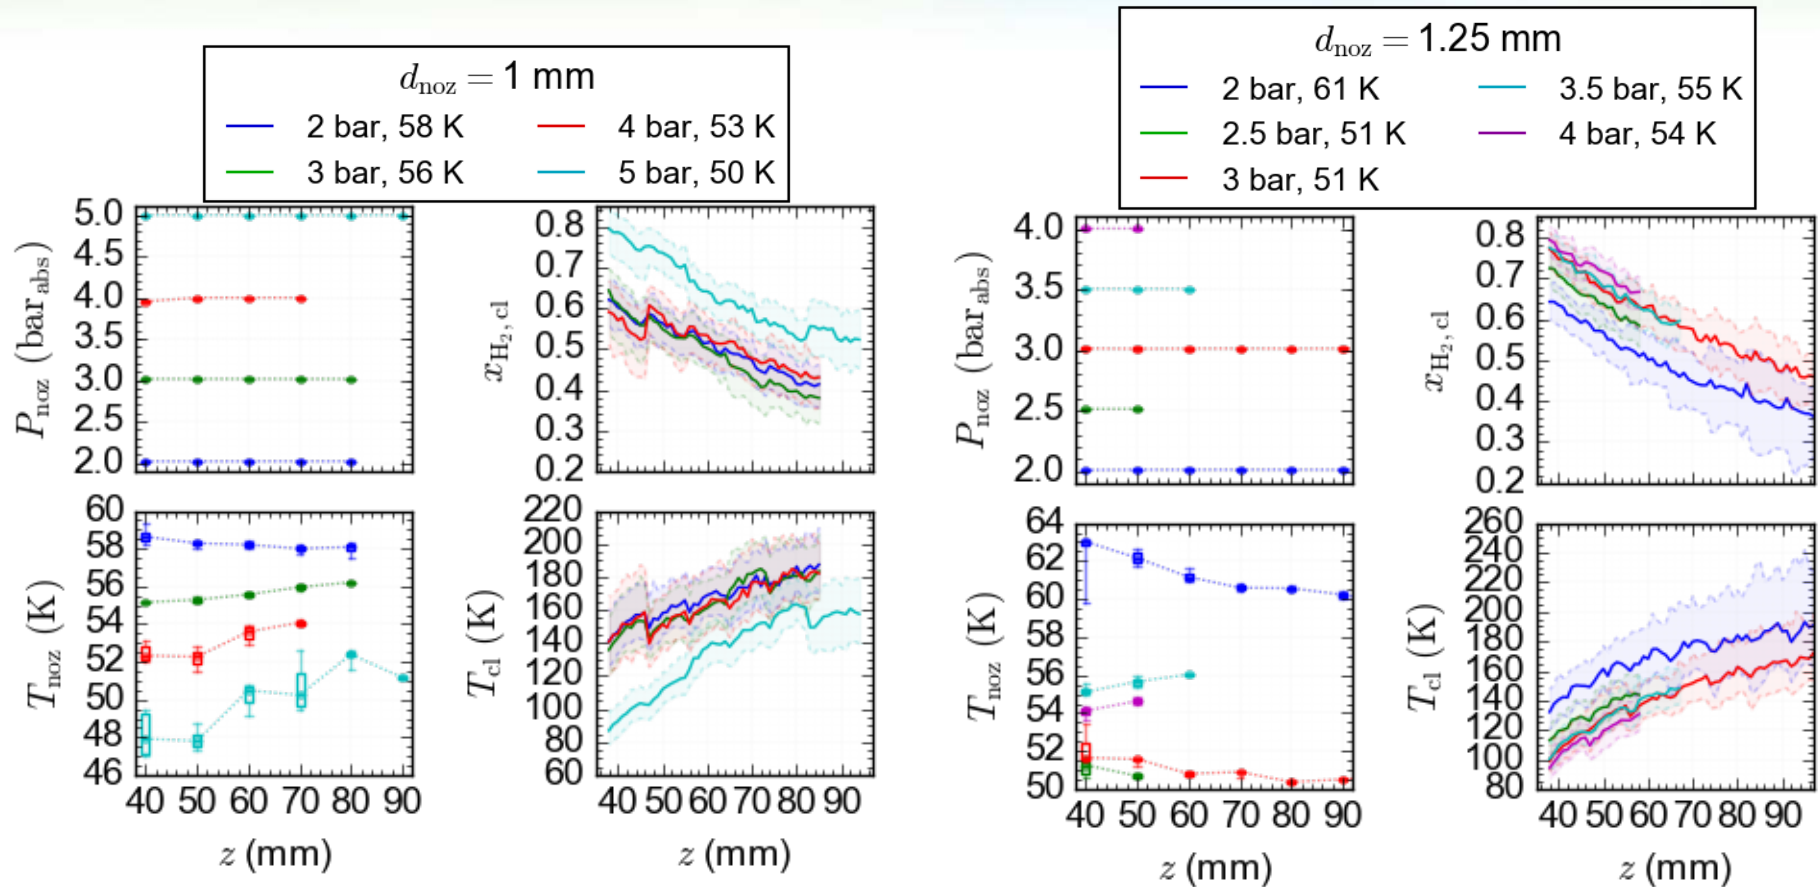 d_noz = 1 mm
2 bar, 58 K
4 bar, 53 K
3 bar, 56 K
5 bar, 50 K
d_noz = 1.25 mm
2 bar, 61 K
3.5 bar, 55 K
2.5 bar, 51 K
4 bar, 54 K
3 bar, 51 K
P_noz (bar_abs)
5.0
4.5
4.0
3.5
3.0
2.5
2.0
x_H₂, cl
0.8
0.7
0.6
0.5
0.4
0.3
0.2
T_noz (K)
60
58
56
54
52
50
48
46
40 50 60 70 80 90
z (mm)
T_cl (K)
220
200
180
160
140
120
100
80
60
40 50 60 70 80 90
z (mm)
P_noz (bar_abs)
4.0
3.5
3.0
2.5
2.0
x_H₂, cl
0.8
0.7
0.6
0.5
0.4
0.3
0.2
T_noz (K)
64
62
60
58
56
54
52
50
40 50 60 70 80 90
z (mm)
T_cl (K)
260
240
220
200
180
160
140
120
100
80
40 50 60 70 80 90
z (mm)